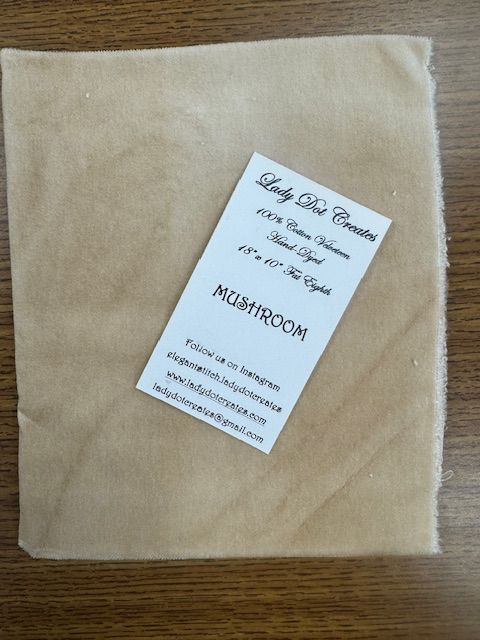 Lady Dot Creates
100% Cotton Velveteen
Hand-Dyed
18" x 10" Fat Eighth
MUSHROOM
Follow us on Instagram
elegantstitch.ladydotcreates
www.ladydotcreates.com
ladydotcreates@gmail.com